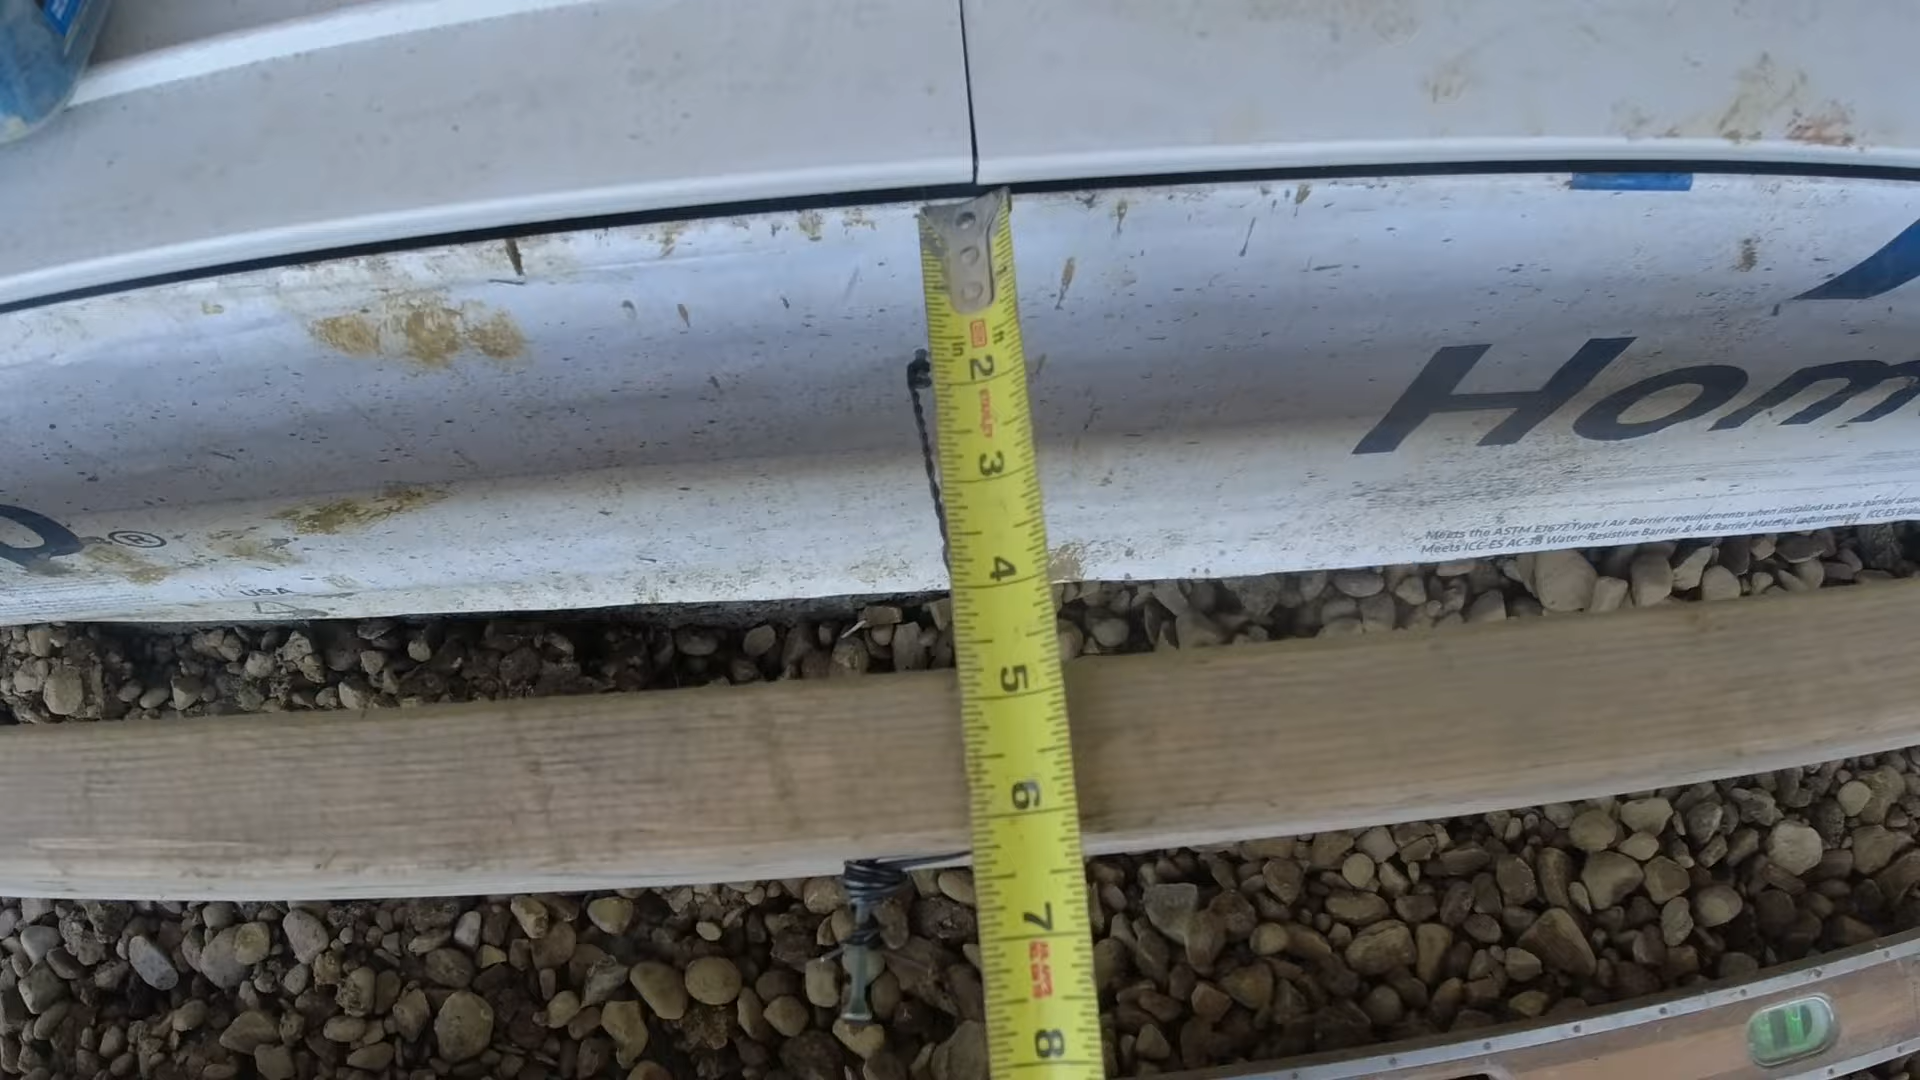 Hom
®
USA
Meets the ASTM E1677 Type I Air Barrier requirements when installed as an air barrier
Meets ICC-ES AC-38 Water-Resistive Barrier & Air Barrier Material requirements. ICC-ES
in in
2
3
4
5
6
7
8